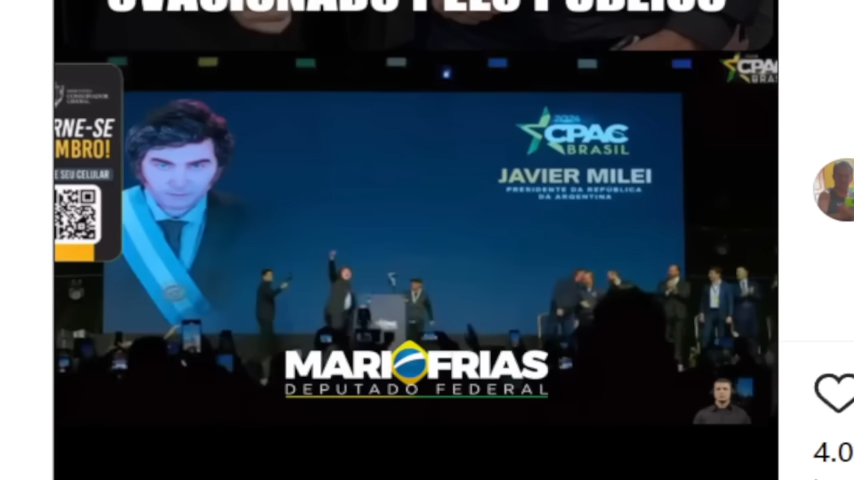 OVACIONADO PELO PÚBLICO
CPAC
BRASIL
RNE-SE
MBRO!
E SEU CELULAR
2024
CPAC
BRASIL
JAVIER MILEI
PRESIDENTE DA REPÚBLICA
DA ARGENTINA
MARIO FRIAS
DEPUTADO FEDERAL
4.0